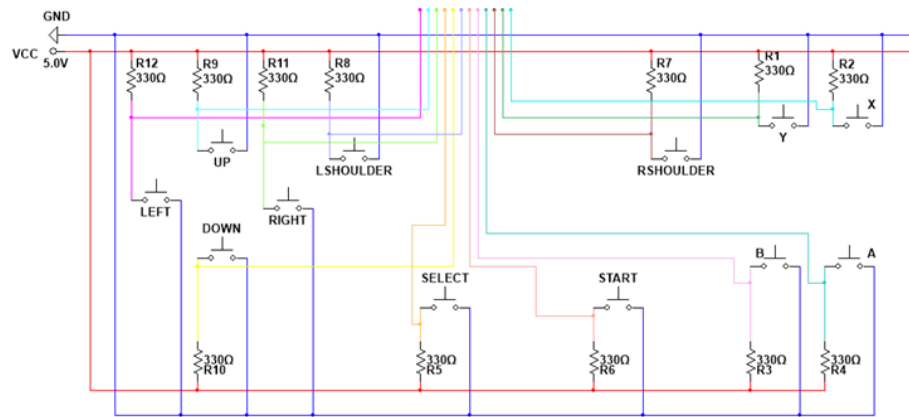 GND
VCC
5.0V
R12
330Ω
R9
330Ω
R11
330Ω
R8
330Ω
R7
330Ω
R1
330Ω
R2
330Ω
X
Y
UP
LSHOULDER
RSHOULDER
LEFT
RIGHT
DOWN
SELECT
START
B
A
330Ω
R10
330Ω
R5
330Ω
R6
330Ω
R3
330Ω
R4